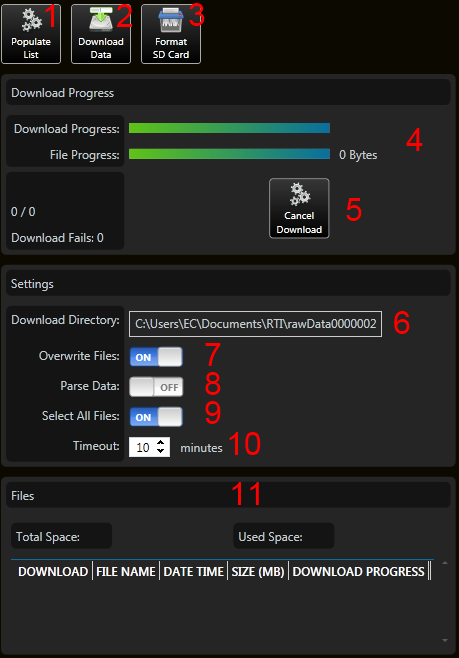 1
2
3
Populate
List
Download
Data
Format
SD Card
Download Progress
Download Progress:
File Progress:
0 Bytes
4
0 / 0
Download Fails: 0
Cancel
Download
5
Settings
Download Directory:
C:\Users\EC\Documents\RTI\rawData0000002
6
Overwrite Files:
ON
7
Parse Data:
OFF
8
Select All Files:
ON
9
Timeout:
10
minutes
10
Files
11
Total Space:
Used Space:
DOWNLOAD FILE NAME DATE TIME SIZE (MB) DOWNLOAD PROGRESS